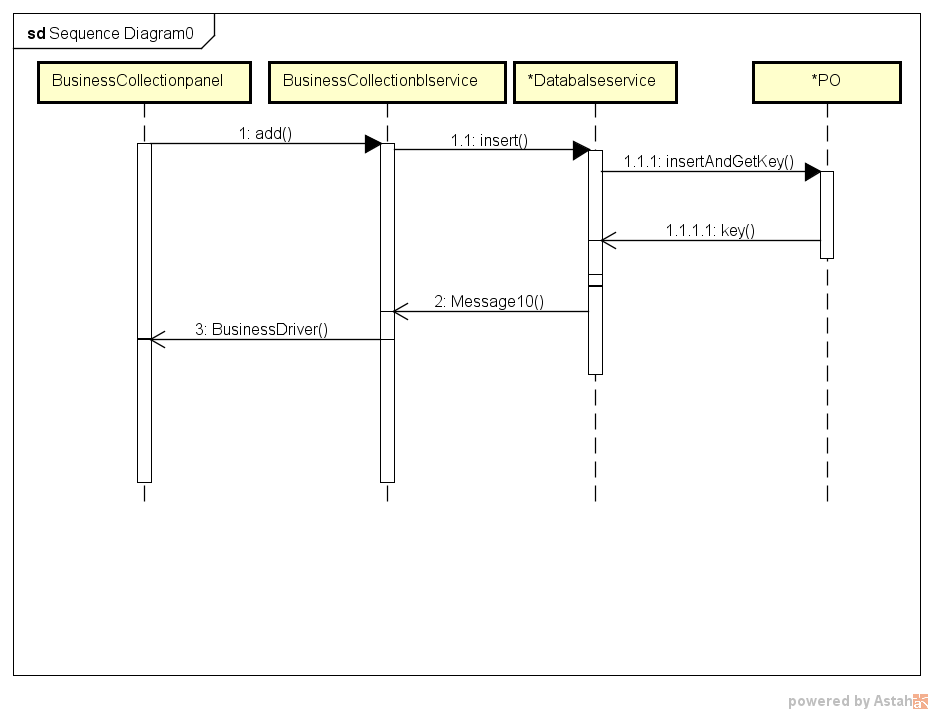 sd Sequence Diagram0
BusinessCollectionpanel
BusinessCollectionblservice
*Databalseservice
*PO
1: add()
1.1: insert()
1.1.1: insertAndGetKey()
1.1.1.1: key()
2: Message10()
3: BusinessDriver()
powered by Astah